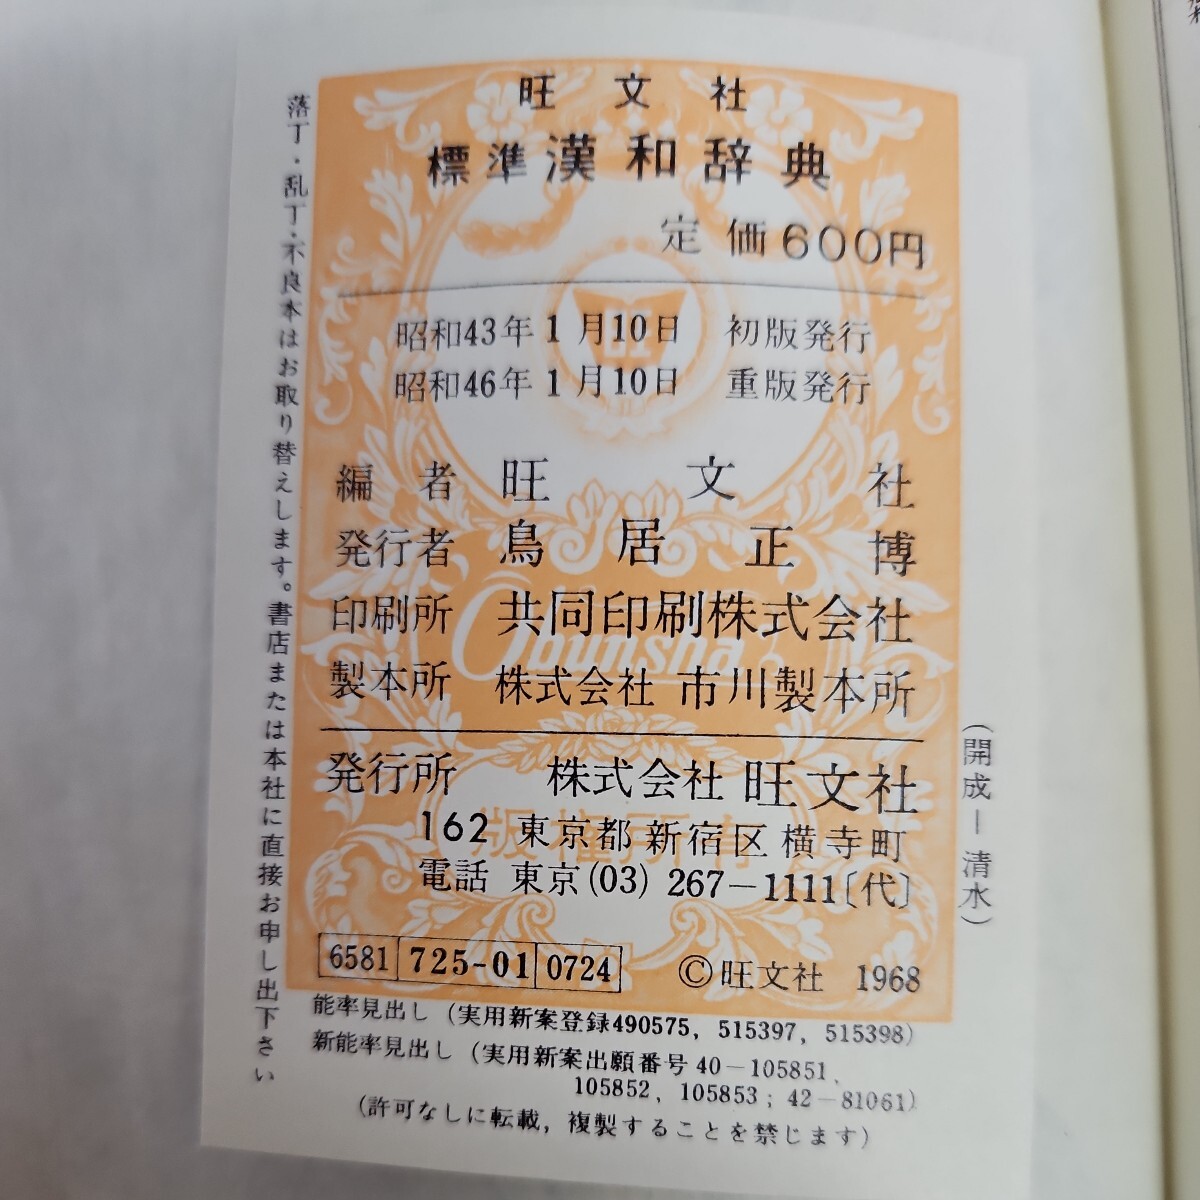 旺文社
標準漢和辞典
定価600円
昭和43年1月10日 初版発行
昭和46年1月10日 重版発行
編者 旺文社
発行者 鳥居正博
印刷所 共同印刷株式会社
製本所 株式会社 市川製本所
発行所 株式会社 旺文社
162 東京都新宿区横寺町
電話 東京(03) 267-1111〔代〕
6581 725-01 0724 ©旺文社 1968
能率見出し (実用新案登録490575, 515397, 515398)
新能率見出し (実用新案出願番号40-105851,
105852, 105853; 42-81061)
(許可なしに転載, 複製することを禁じます)
落丁・乱丁・不良本はお取り替えします。書店または本社に直接お申し出下さい
(開成―清水)
Obunsha